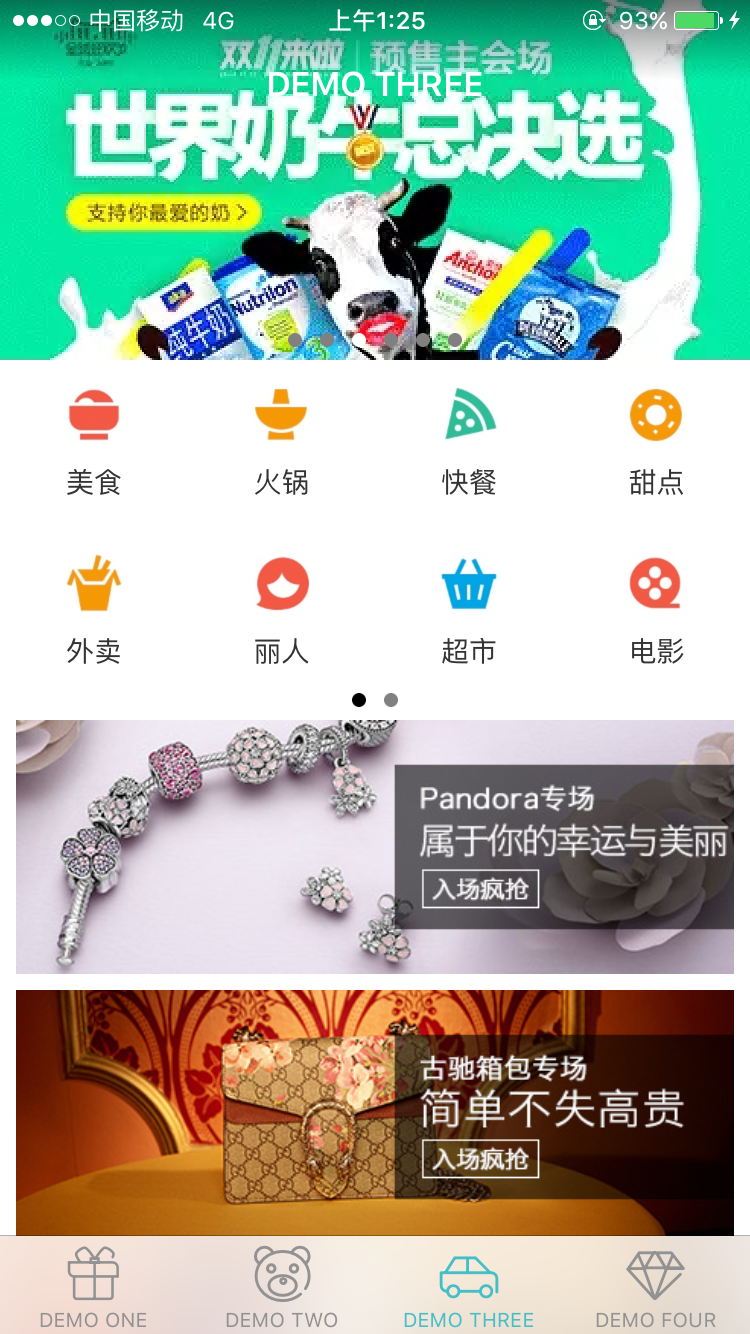 中国移动 4G 上午1:25 93%
双11来啦 预售主会场
DEMO THREE
世界奶牛总决选
BEST
支持你最爱的奶 >
纯牛奶
Nutrilon
3
Anchor
美食 火锅 快餐 甜点
外卖 丽人 超市 电影
Pandora专场
属于你的幸运与美丽
入场疯抢
古驰箱包专场
简单不失高贵
入场疯抢
DEMO ONE DEMO TWO DEMO THREE DEMO FOUR